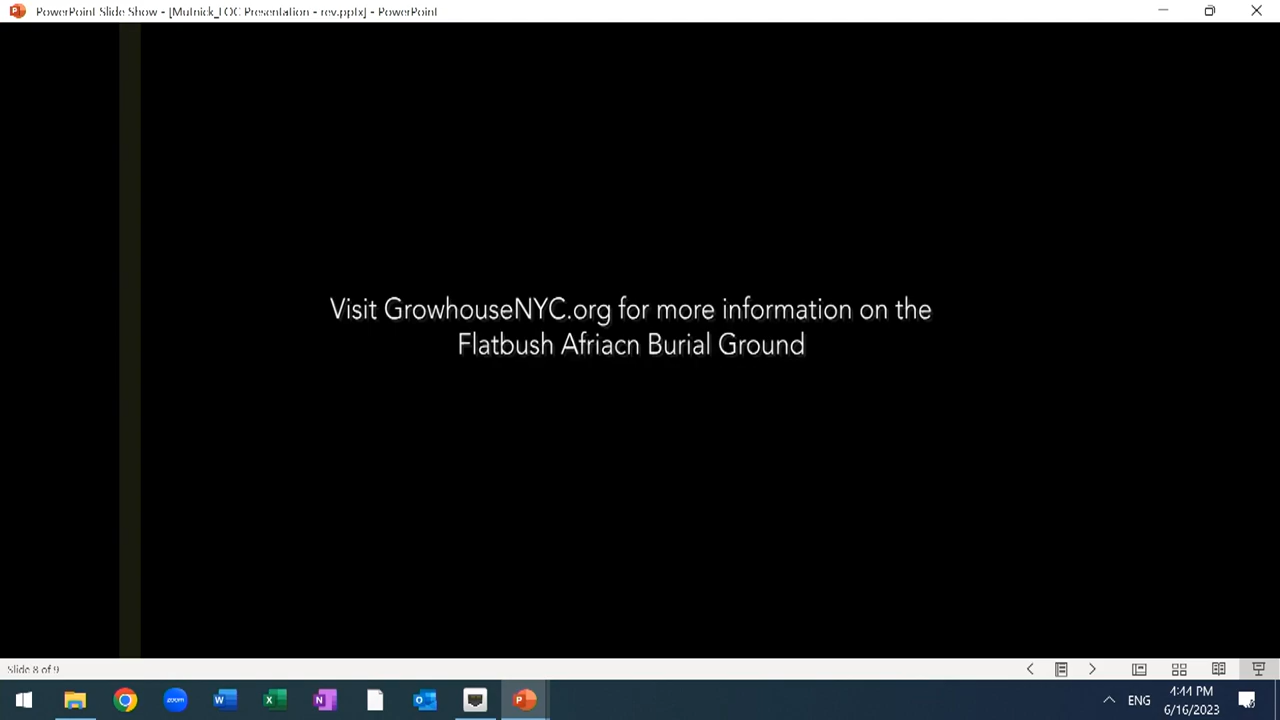 PowerPoint Slide Show - [Mutnick_LOC Presentation - rev.pptx] - PowerPoint
Visit GrowhouseNYC.org for more information on the
Flatbush Afriacn Burial Ground
Slide 8 of 9
ENG
4:44 PM
6/16/2023